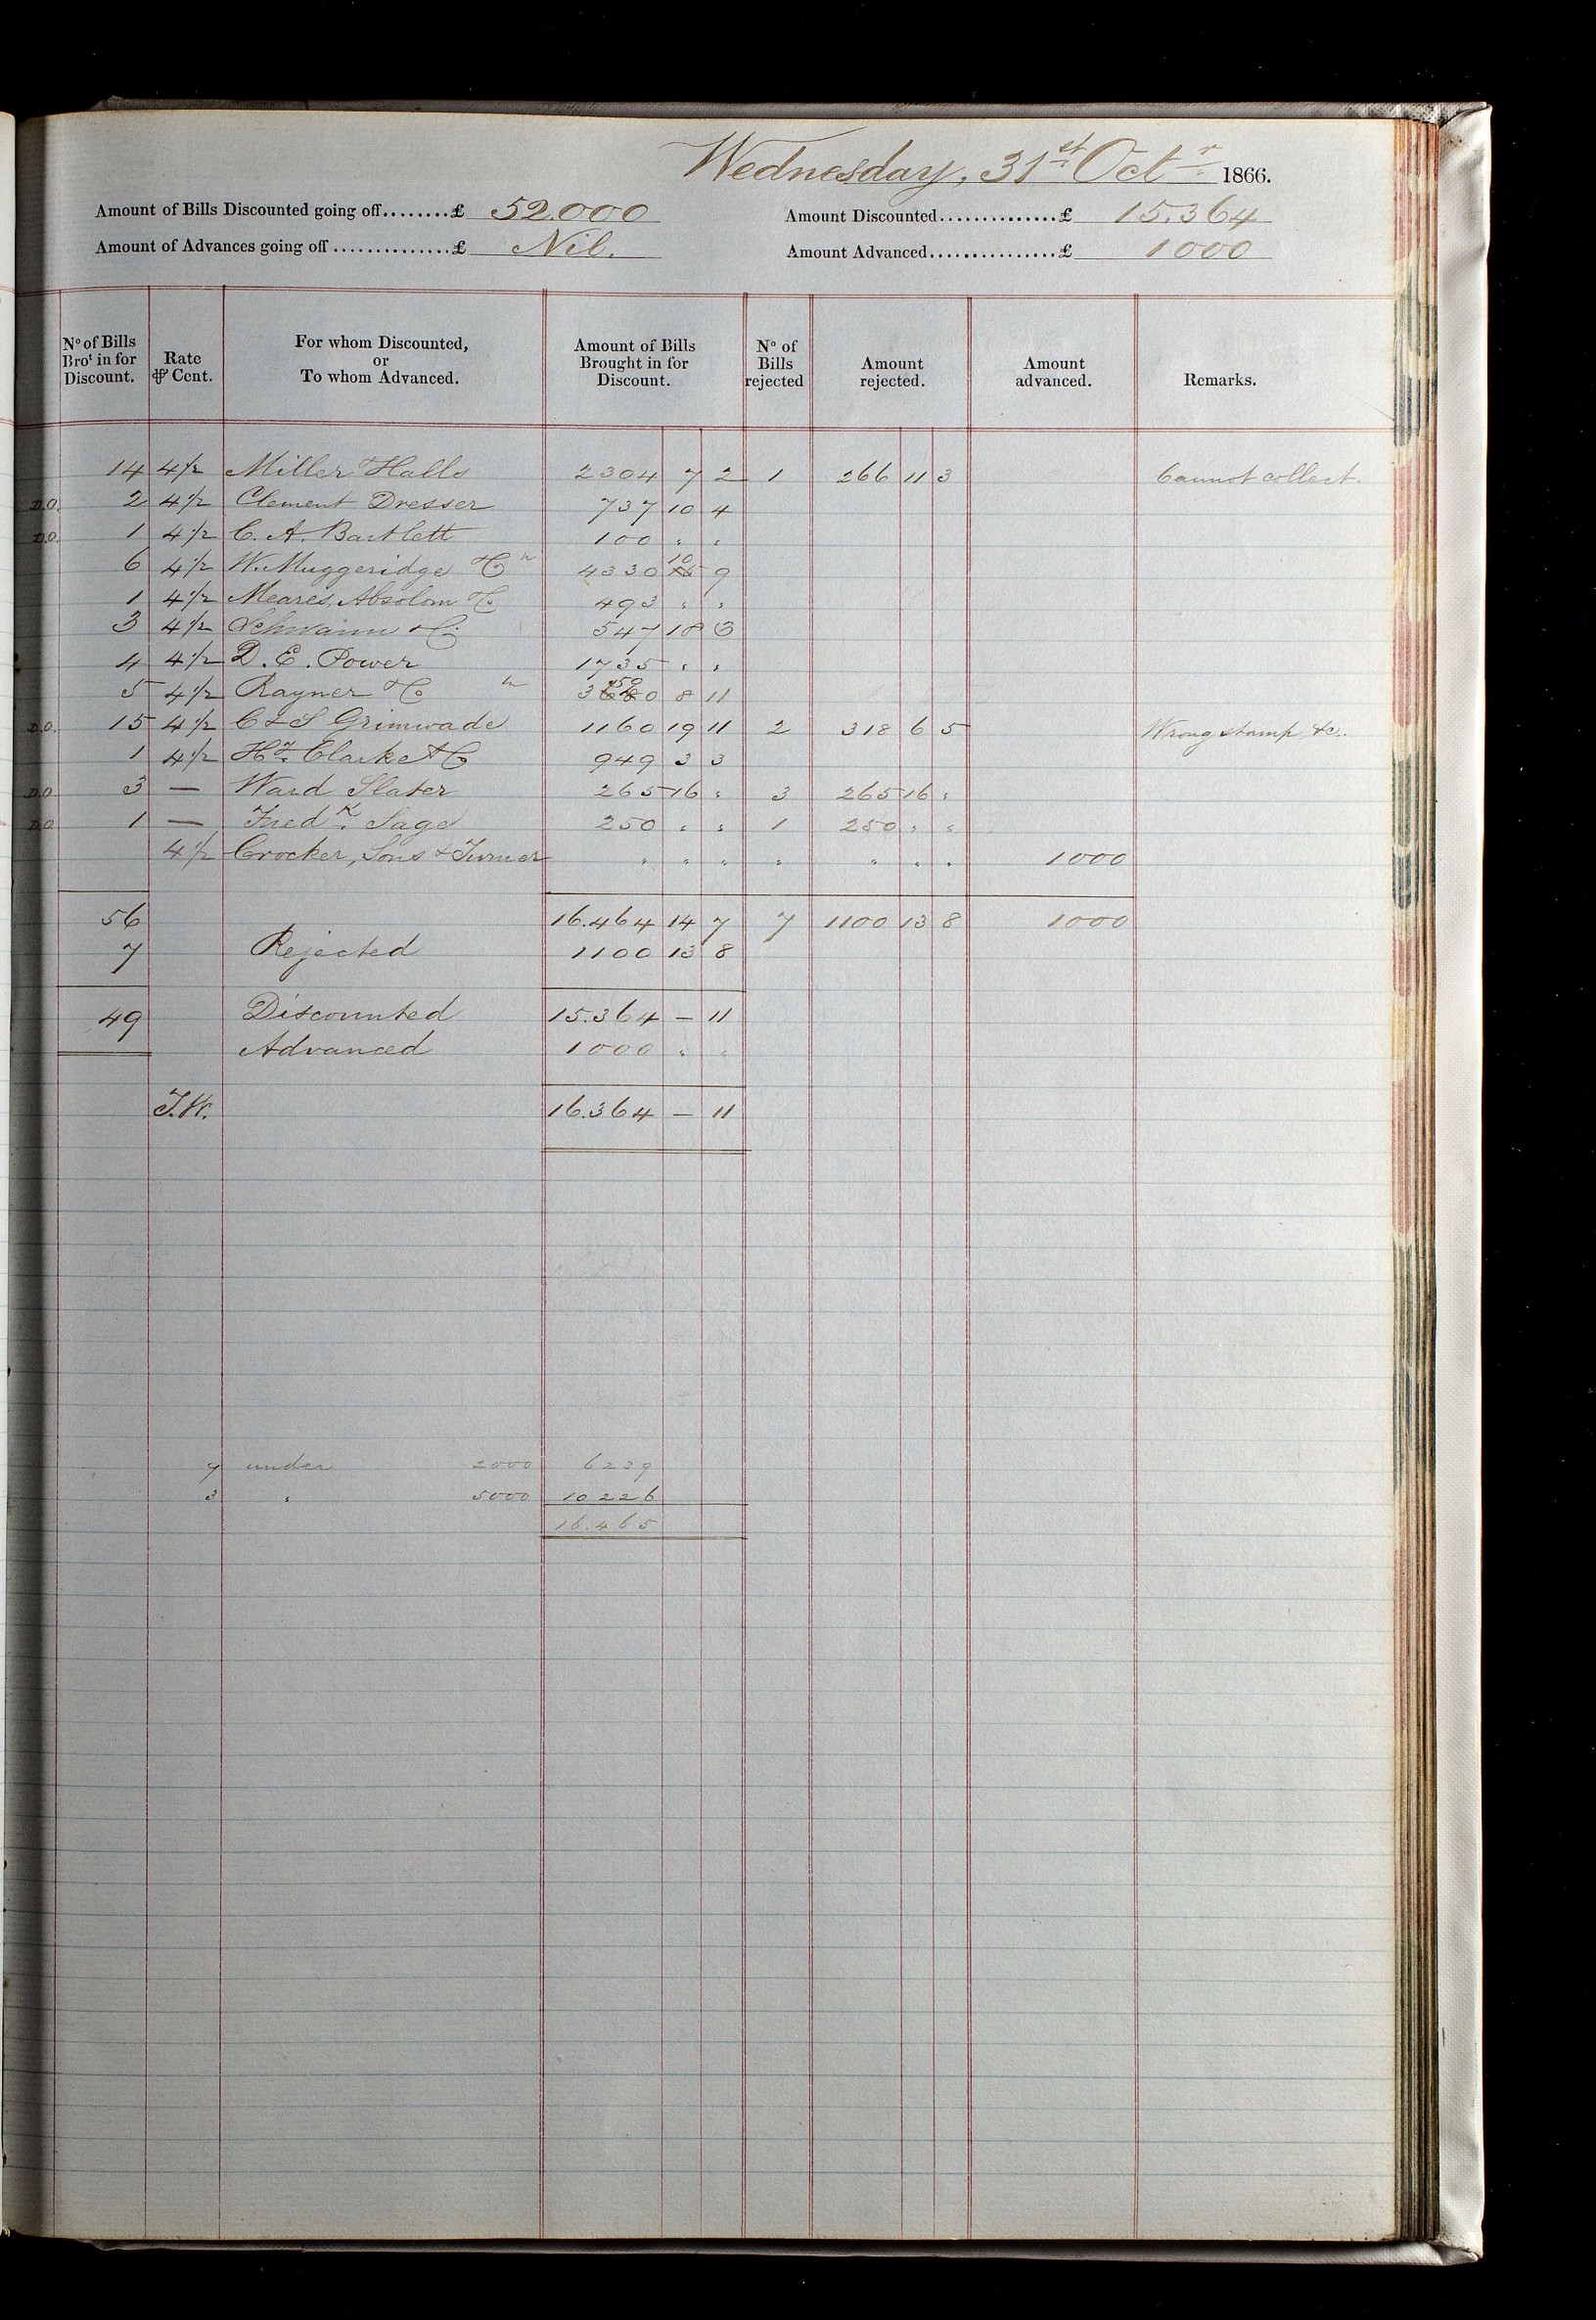 Wednesday, 31st Octr 1866.
Amount of Bills Discounted going off........£ 52.000 Amount Discounted..............£ 15.364
Amount of Advances going off..............£ Nil. Amount Advanced...............£ 1000
No of Bills Brot in for Discount. Rate ⅌ Cent. For whom Discounted, or To whom Advanced. Amount of Bills Brought in for Discount. No of Bills rejected Amount rejected. Amount advanced. Remarks.
14 4½ Miller & Halls 2304 7 2 1 266 11 3 Cannot collect.
D.O. 2 4½ Clement Dresser 737 10 4
D.O. 1 4½ C. A. Bartlett 100 " "
6 4½ W. Muggeridge & Co 4330 10 9
1 4½ Meares, Absolom & Co 493 " "
3 4½ Schwann & Co 547 18 3
4 4½ D. E. Power 1735 " "
5 4½ Rayner & Co 3590 8 11
D.O. 15 4½ C & S Grimwade 1160 19 11 2 318 6 5 Wrong stamp, &c.
1 4½ Hy. Clarke & Co 949 3 3
D.O. 3 — Ward Slater 265 16 " 3 265 16 "
D.O. 1 — Fredk. Sage 250 " " 1 250 " "
4½ Crocker, Sons & Turner " " " " " " " 1000
56 16.464 14 7 7 1100 13 8 1000
7 Rejected 1100 13 8
49 Discounted 15.364 — 11
Advanced 1000 " "
J.W. 16.364 — 11
9 under 2000 6239
3 " 5000 10226
16.465